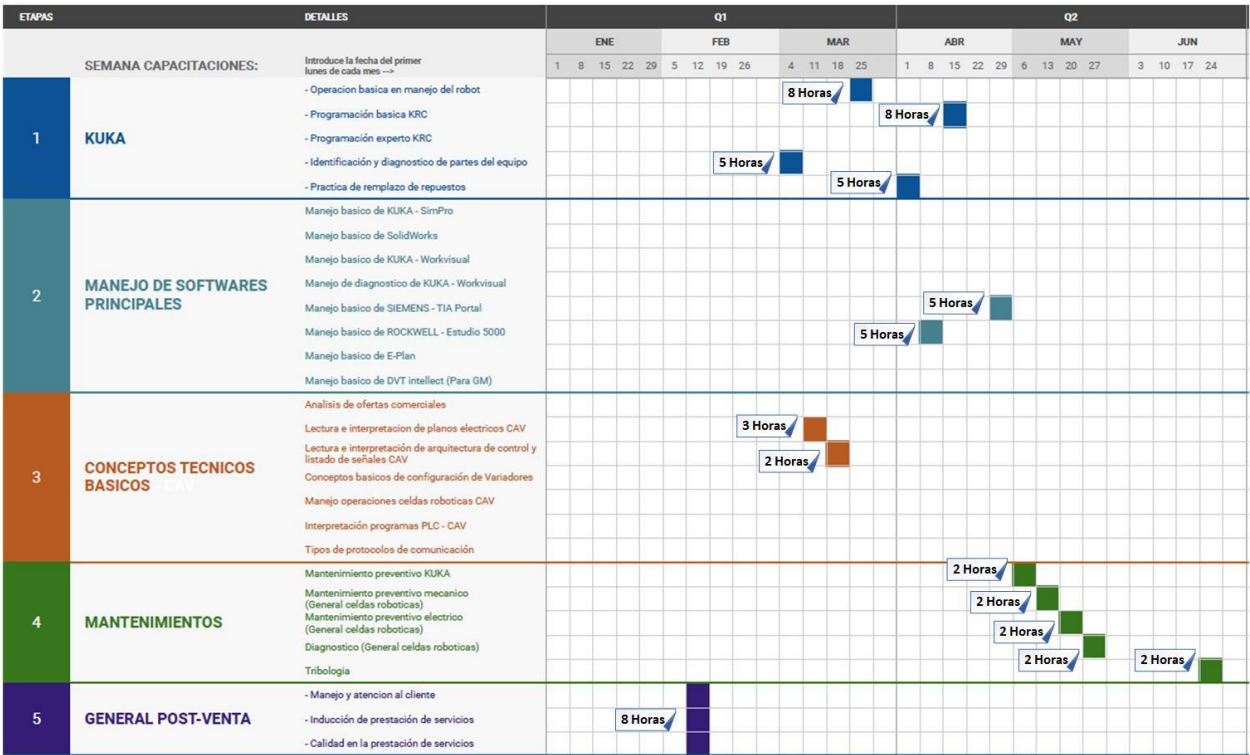 ETAPAS DETALLES Q1 Q2
ENE FEB MAR ABR MAY JUN
SEMANA CAPACITACIONES: Introduce la fecha del primer
lunes de cada mes —>
1 8 15 22 29 5 12 19 26 4 11 18 25 1 8 15 22 29 6 13 20 27 3 10 17 24
1 KUKA
- Operacion basica en manejo del robot 8 Horas
- Programación basica KRC 8 Horas
- Programación experto KRC
- Identificación y diagnostico de partes del equipo 5 Horas
- Practica de remplazo de repuestos 5 Horas
2 MANEJO DE SOFTWARES
PRINCIPALES
Manejo basico de KUKA - SimPro
Manejo basico de SolidWorks
Manejo basico de KUKA - Workvisual
Manejo de diagnostico de KUKA - Workvisual
Manejo basico de SIEMENS - TIA Portal 5 Horas
Manejo basico de ROCKWELL - Estudio 5000 5 Horas
Manejo basico de E-Plan
Manejo basico de DVT intellect (Para GM)
3 CONCEPTOS TECNICOS
BASICOS - CAV
Analisis de ofertas comerciales
Lectura e interpretacion de planos electricos CAV 3 Horas
Lectura e interpretación de arquitectura de control y
listado de señales CAV 2 Horas
Conceptos basicos de configuración de Variadores
Manejo operaciones celdas roboticas CAV
Interpretación programas PLC - CAV
Tipos de protocolos de comunicación
4 MANTENIMIENTOS
Mantenimiento preventivo KUKA 2 Horas
Mantenimiento preventivo mecanico
(General celdas roboticas) 2 Horas
Mantenimiento preventivo electrico
(General celdas roboticas) 2 Horas
Diagnostico (General celdas roboticas) 2 Horas
Tribologia 2 Horas
5 GENERAL POST-VENTA
- Manejo y atencion al cliente
- Inducción de prestación de servicios 8 Horas
- Calidad en la prestación de servicios